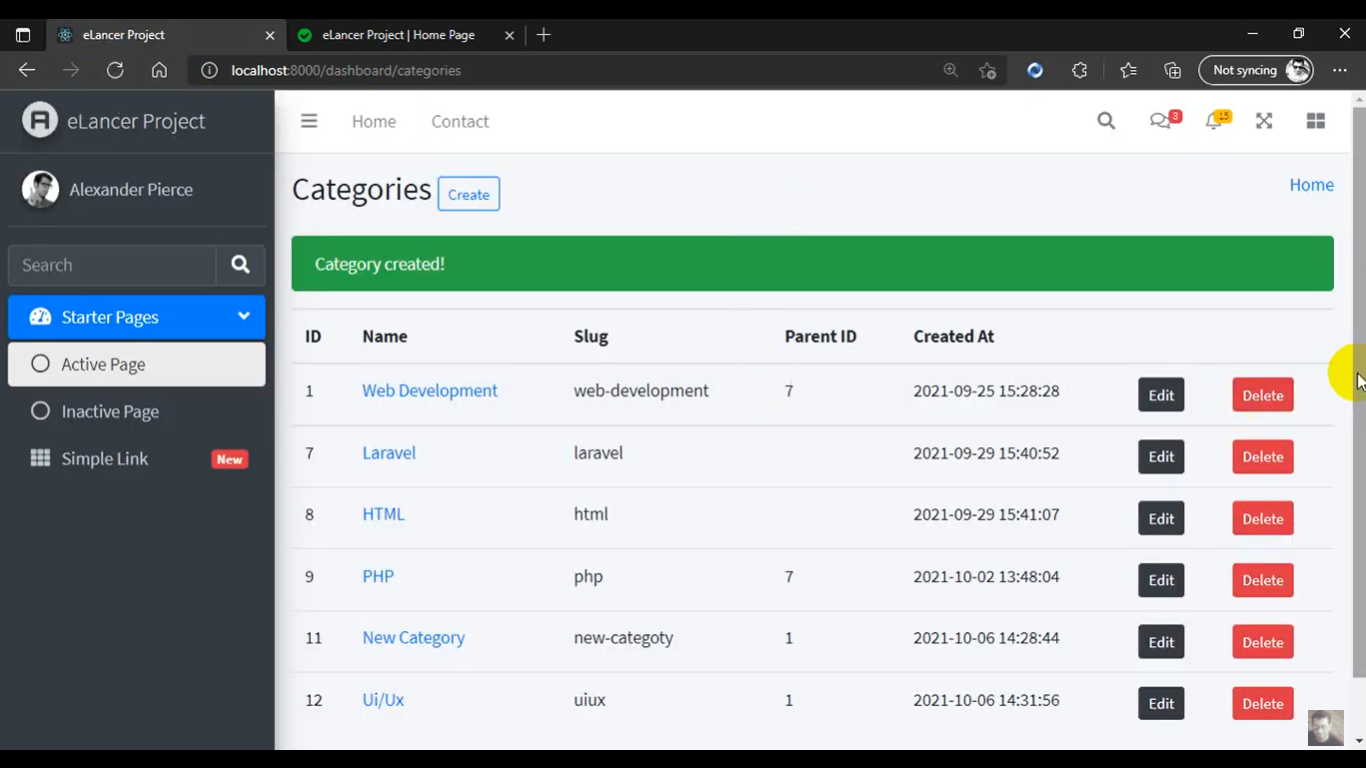 eLancer Project
eLancer Project | Home Page
localhost:8000/dashboard/categories
Not syncing
eLancer Project
Home
Contact
3
15
Alexander Pierce
Search
Starter Pages
Active Page
Inactive Page
Simple Link New
Categories Create
Home
Category created!
ID Name Slug Parent ID Created At
1 Web Development web-development 7 2021-09-25 15:28:28 Edit Delete
7 Laravel laravel 2021-09-29 15:40:52 Edit Delete
8 HTML html 2021-09-29 15:41:07 Edit Delete
9 PHP php 7 2021-10-02 13:48:04 Edit Delete
11 New Category new-categoty 1 2021-10-06 14:28:44 Edit Delete
12 Ui/Ux uiux 1 2021-10-06 14:31:56 Edit Delete